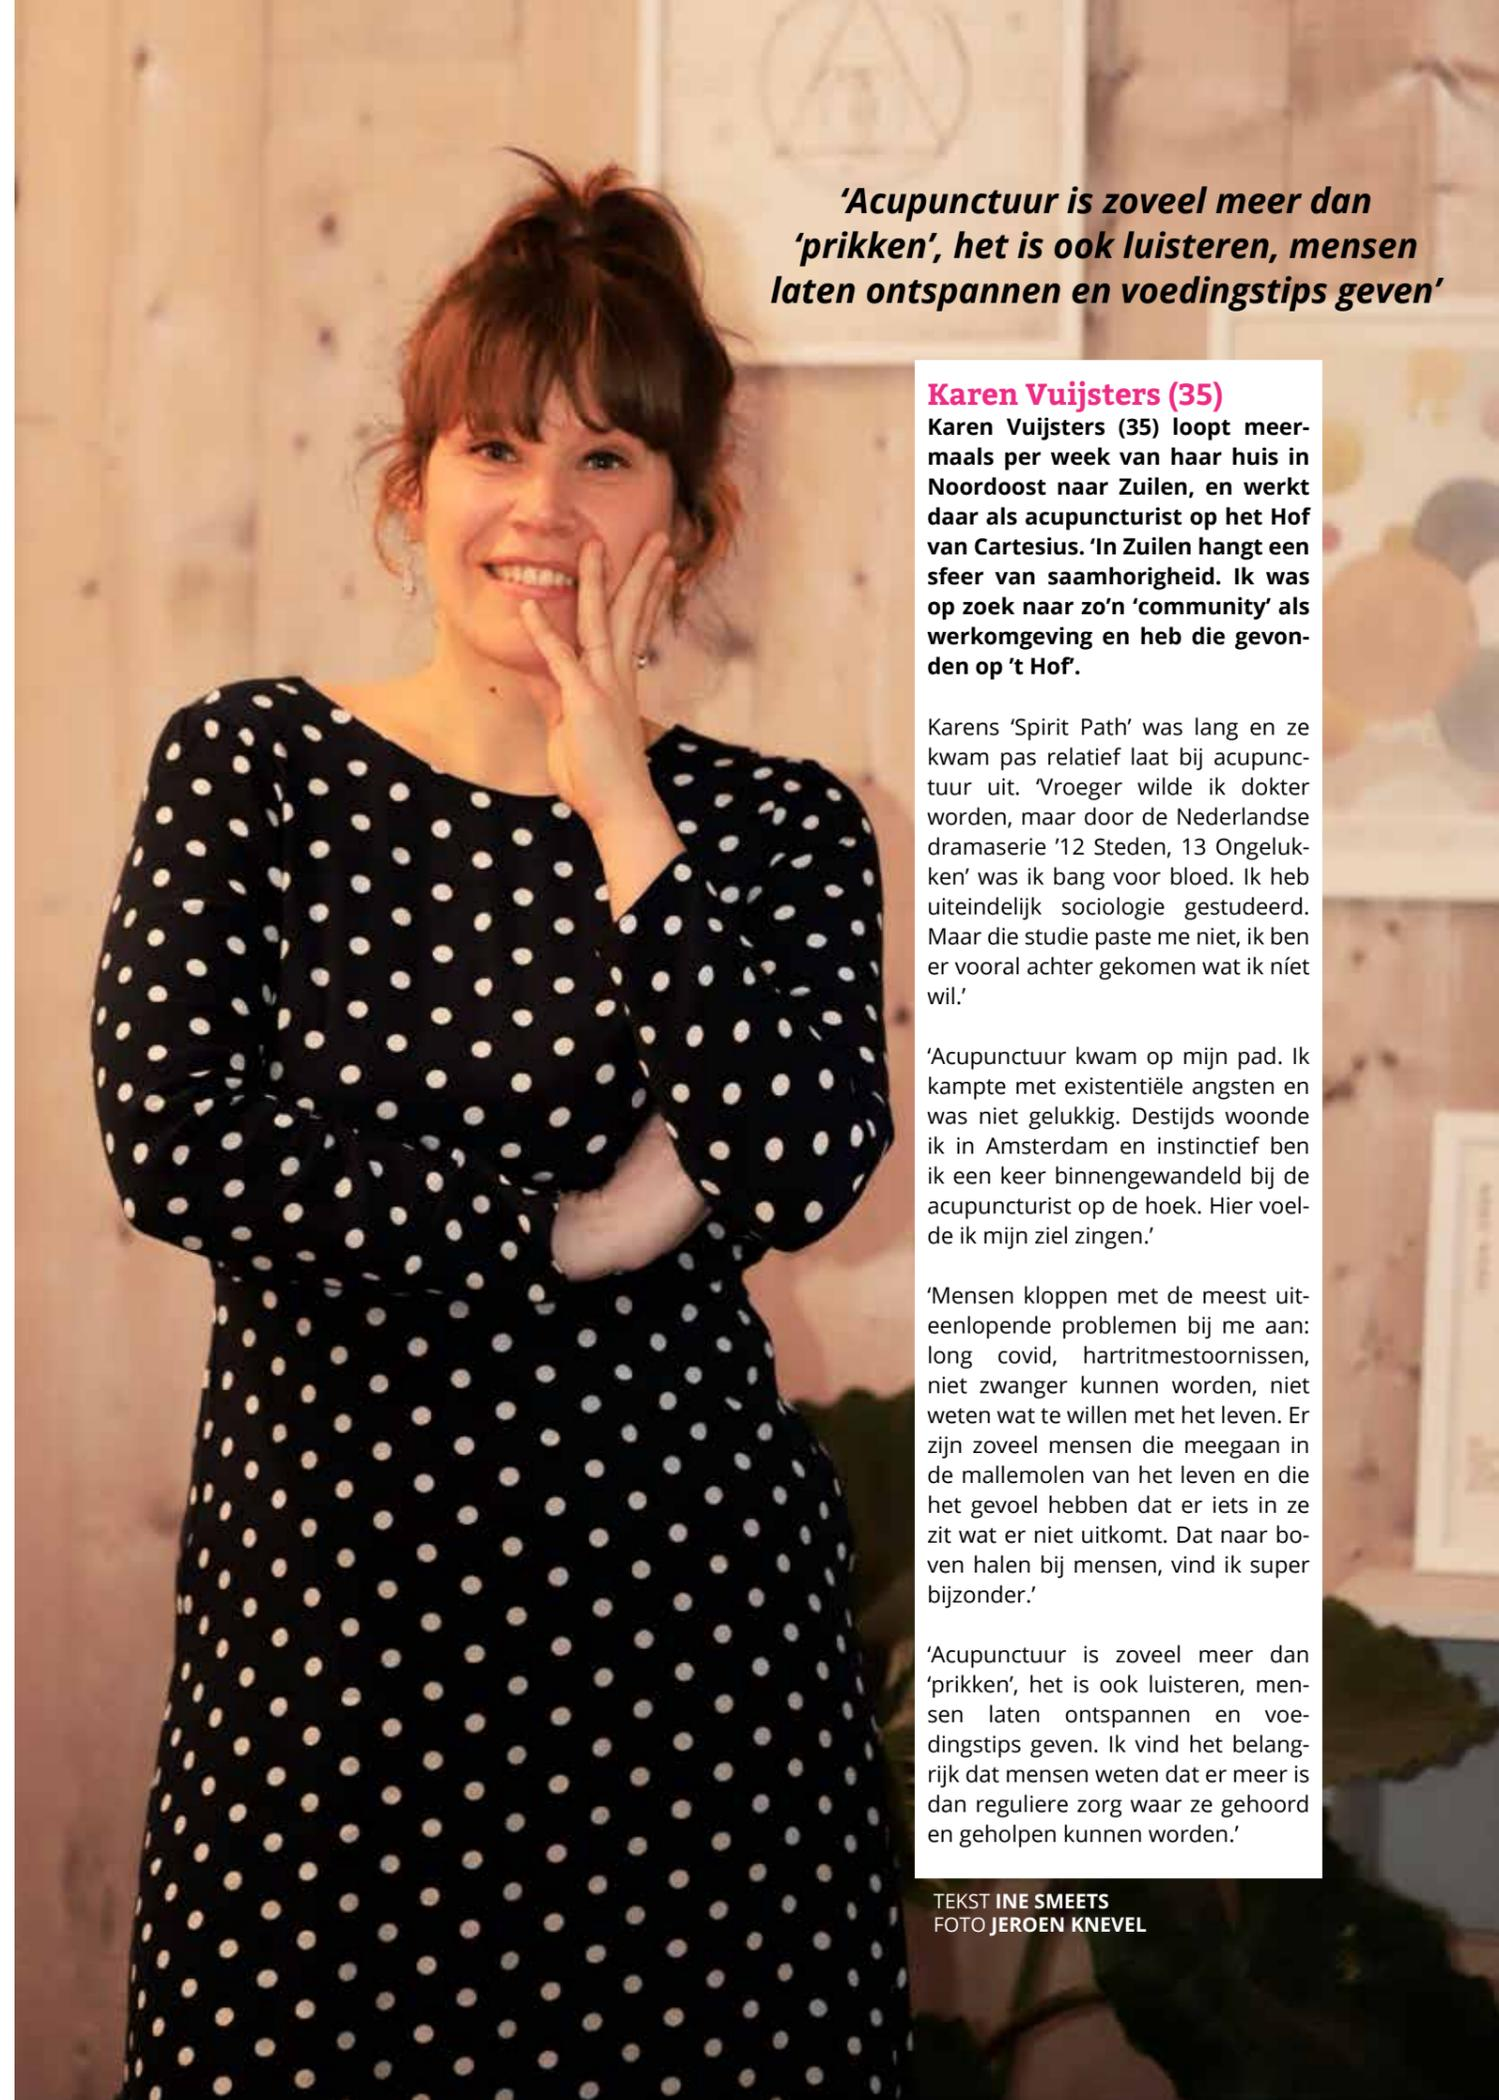 ‘Acupunctuur is zoveel meer dan
‘prikken’, het is ook luisteren, mensen
laten ontspannen en voedingstips geven’
Karen Vuijsters (35)
Karen Vuijsters (35) loopt meer-
maals per week van haar huis in
Noordoost naar Zuilen, en werkt
daar als acupuncturist op het Hof
van Cartesius. ‘In Zuilen hangt een
sfeer van saamhorigheid. Ik was
op zoek naar zo’n ‘community’ als
werkomgeving en heb die gevon-
den op ’t Hof’.
Karens ‘Spirit Path’ was lang en ze
kwam pas relatief laat bij acupunc-
tuur uit. ‘Vroeger wilde ik dokter
worden, maar door de Nederlandse
dramaserie ’12 Steden, 13 Ongeluk-
ken’ was ik bang voor bloed. Ik heb
uiteindelijk sociologie gestudeerd.
Maar die studie paste me niet, ik ben
er vooral achter gekomen wat ik níet
wil.’
‘Acupunctuur kwam op mijn pad. Ik
kampte met existentiële angsten en
was niet gelukkig. Destijds woonde
ik in Amsterdam en instinctief ben
ik een keer binnengewandeld bij de
acupuncturist op de hoek. Hier voel-
de ik mijn ziel zingen.’
‘Mensen kloppen met de meest uit-
eenlopende problemen bij me aan:
long covid, hartritmestoornissen,
niet zwanger kunnen worden, niet
weten wat te willen met het leven. Er
zijn zoveel mensen die meegaan in
de mallemolen van het leven en die
het gevoel hebben dat er iets in ze
zit wat er niet uitkomt. Dat naar bo-
ven halen bij mensen, vind ik super
bijzonder.’
‘Acupunctuur is zoveel meer dan
‘prikken’, het is ook luisteren, men-
sen laten ontspannen en voe-
dingstips geven. Ik vind het belang-
rijk dat mensen weten dat er meer is
dan reguliere zorg waar ze gehoord
en geholpen kunnen worden.’
TEKST INE SMEETS
FOTO JEROEN KNEVEL